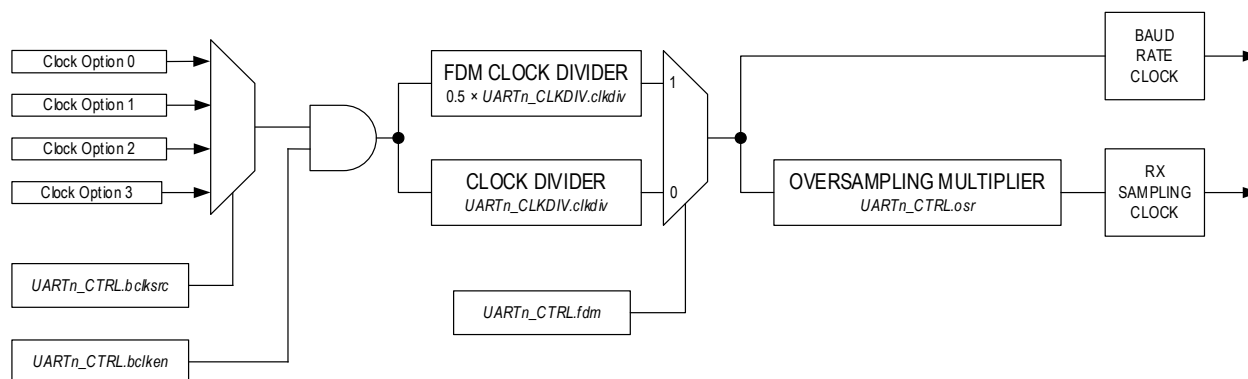 Clock Option 0
Clock Option 1
Clock Option 2
Clock Option 3
UARTn_CTRL.bclksrc
UARTn_CTRL.bclken
FDM CLOCK DIVIDER
0.5 × UARTn_CLKDIV.clkdiv
CLOCK DIVIDER
UARTn_CLKDIV.clkdiv
1
0
UARTn_CTRL.fdm
OVERSAMPLING MULTIPLIER
UARTn_CTRL.osr
BAUD
RATE
CLOCK
RX
SAMPLING
CLOCK